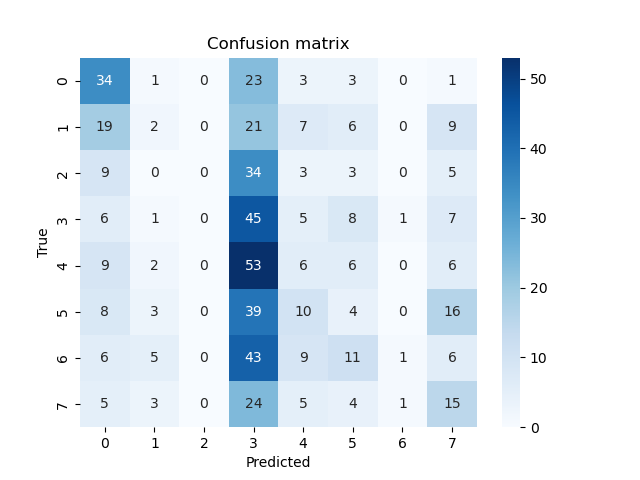 Confusion matrix
0 34 1 0 23 3 3 0 1
1 19 2 0 21 7 6 0 9
2 9 0 0 34 3 3 0 5
3 6 1 0 45 5 8 1 7
4 9 2 0 53 6 6 0 6
5 8 3 0 39 10 4 0 16
6 6 5 0 43 9 11 1 6
7 5 3 0 24 5 4 1 15
0 1 2 3 4 5 6 7
Predicted
True
50
40
30
20
10
0